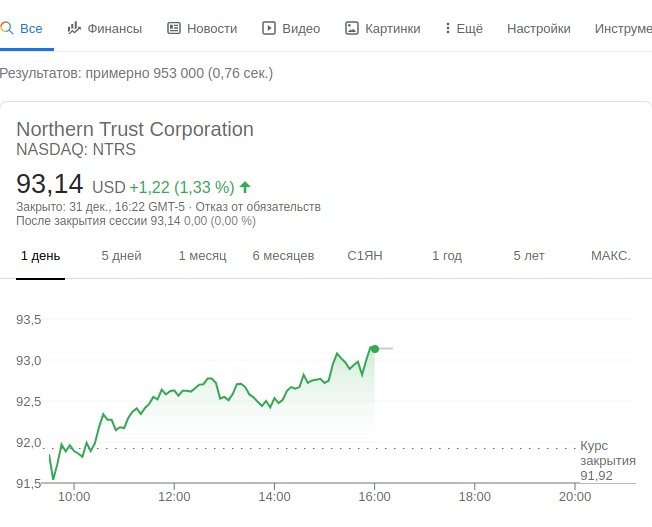 Все Финансы Новости Видео Картинки Ещё Настройки Инструме
Результатов: примерно 953 000 (0,76 сек.)
Northern Trust Corporation
NASDAQ: NTRS
93,14 USD +1,22 (1,33 %)
Закрыто: 31 дек., 16:22 GMT-5 · Отказ от обязательств
После закрытия сессии 93,14 0,00 (0,00 %)
1 день 5 дней 1 месяц 6 месяцев С1ЯН 1 год 5 лет МАКС.
93,5
93,0
92,5
92,0
Курс
закрытия
91,92
91,5
10:00 12:00 14:00 16:00 18:00 20:00